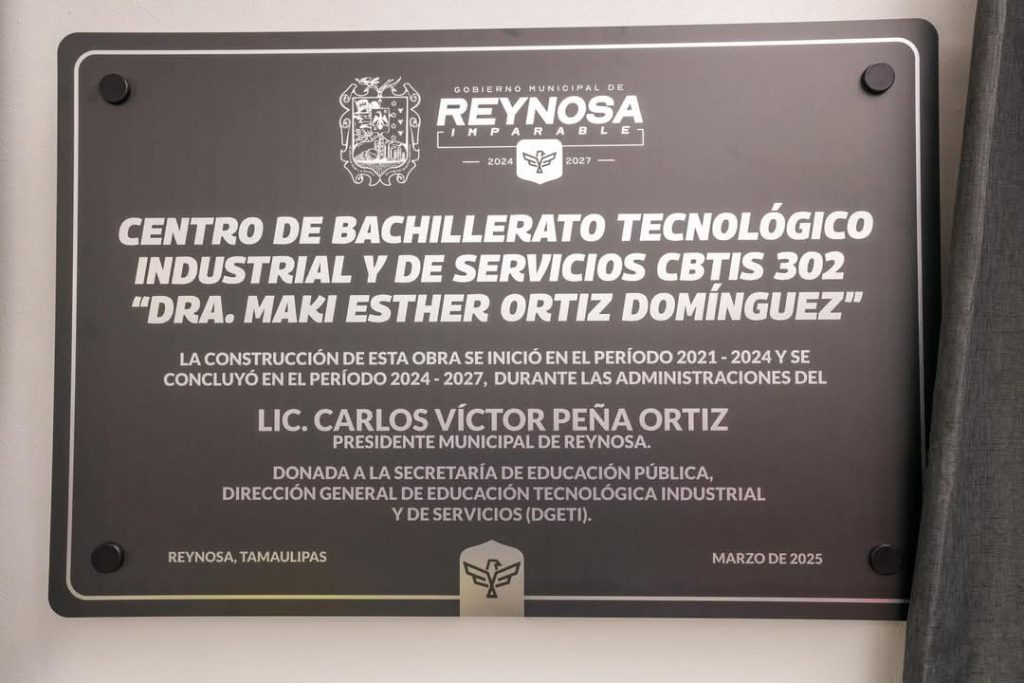 GOBIERNO MUNICIPAL DE
REYNOSA
IMPARABLE
2024 2027
CENTRO DE BACHILLERATO TECNOLÓGICO
INDUSTRIAL Y DE SERVICIOS CBTIS 302
“DRA. MAKI ESTHER ORTIZ DOMÍNGUEZ”
LA CONSTRUCCIÓN DE ESTA OBRA SE INICIÓ EN EL PERÍODO 2021 - 2024 Y SE
CONCLUYÓ EN EL PERÍODO 2024 - 2027, DURANTE LAS ADMINISTRACIONES DEL
LIC. CARLOS VÍCTOR PEÑA ORTIZ
PRESIDENTE MUNICIPAL DE REYNOSA.
DONADA A LA SECRETARÍA DE EDUCACIÓN PÚBLICA,
DIRECCIÓN GENERAL DE EDUCACIÓN TECNOLÓGICA INDUSTRIAL
Y DE SERVICIOS (DGETI).
REYNOSA, TAMAULIPAS
MARZO DE 2025